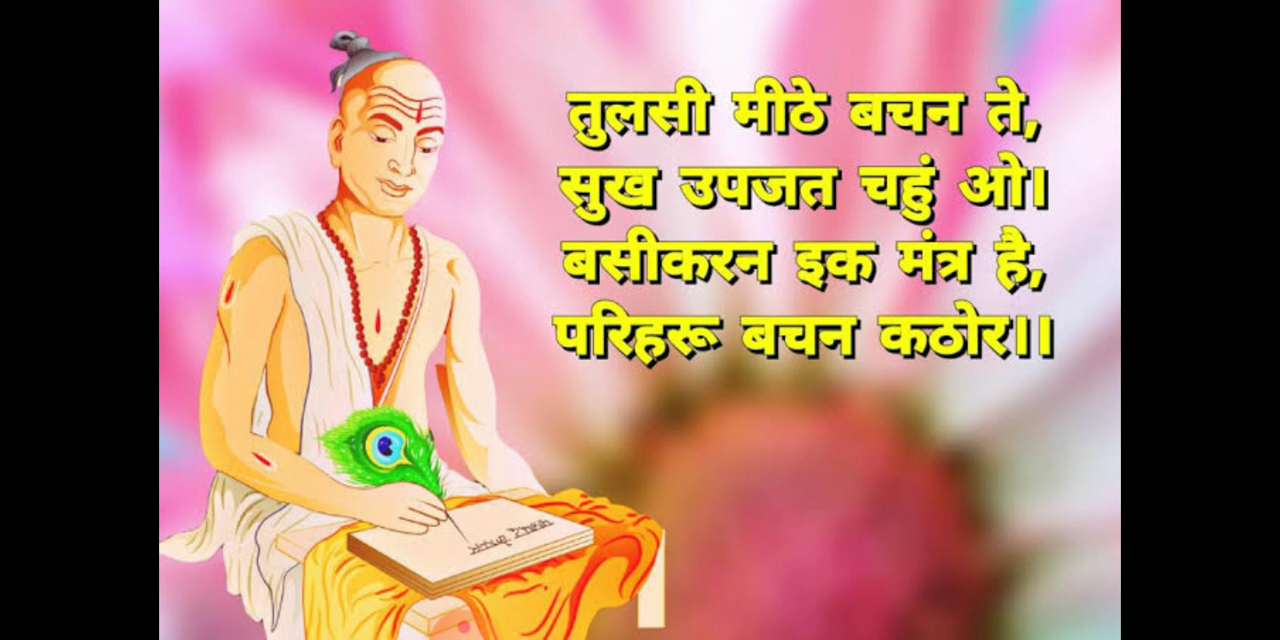 तुलसी मीठे बचन ते,
सुख उपजत चहुं ओ।
बसीकरन इक मंत्र है,
परिहरू बचन कठोर।।